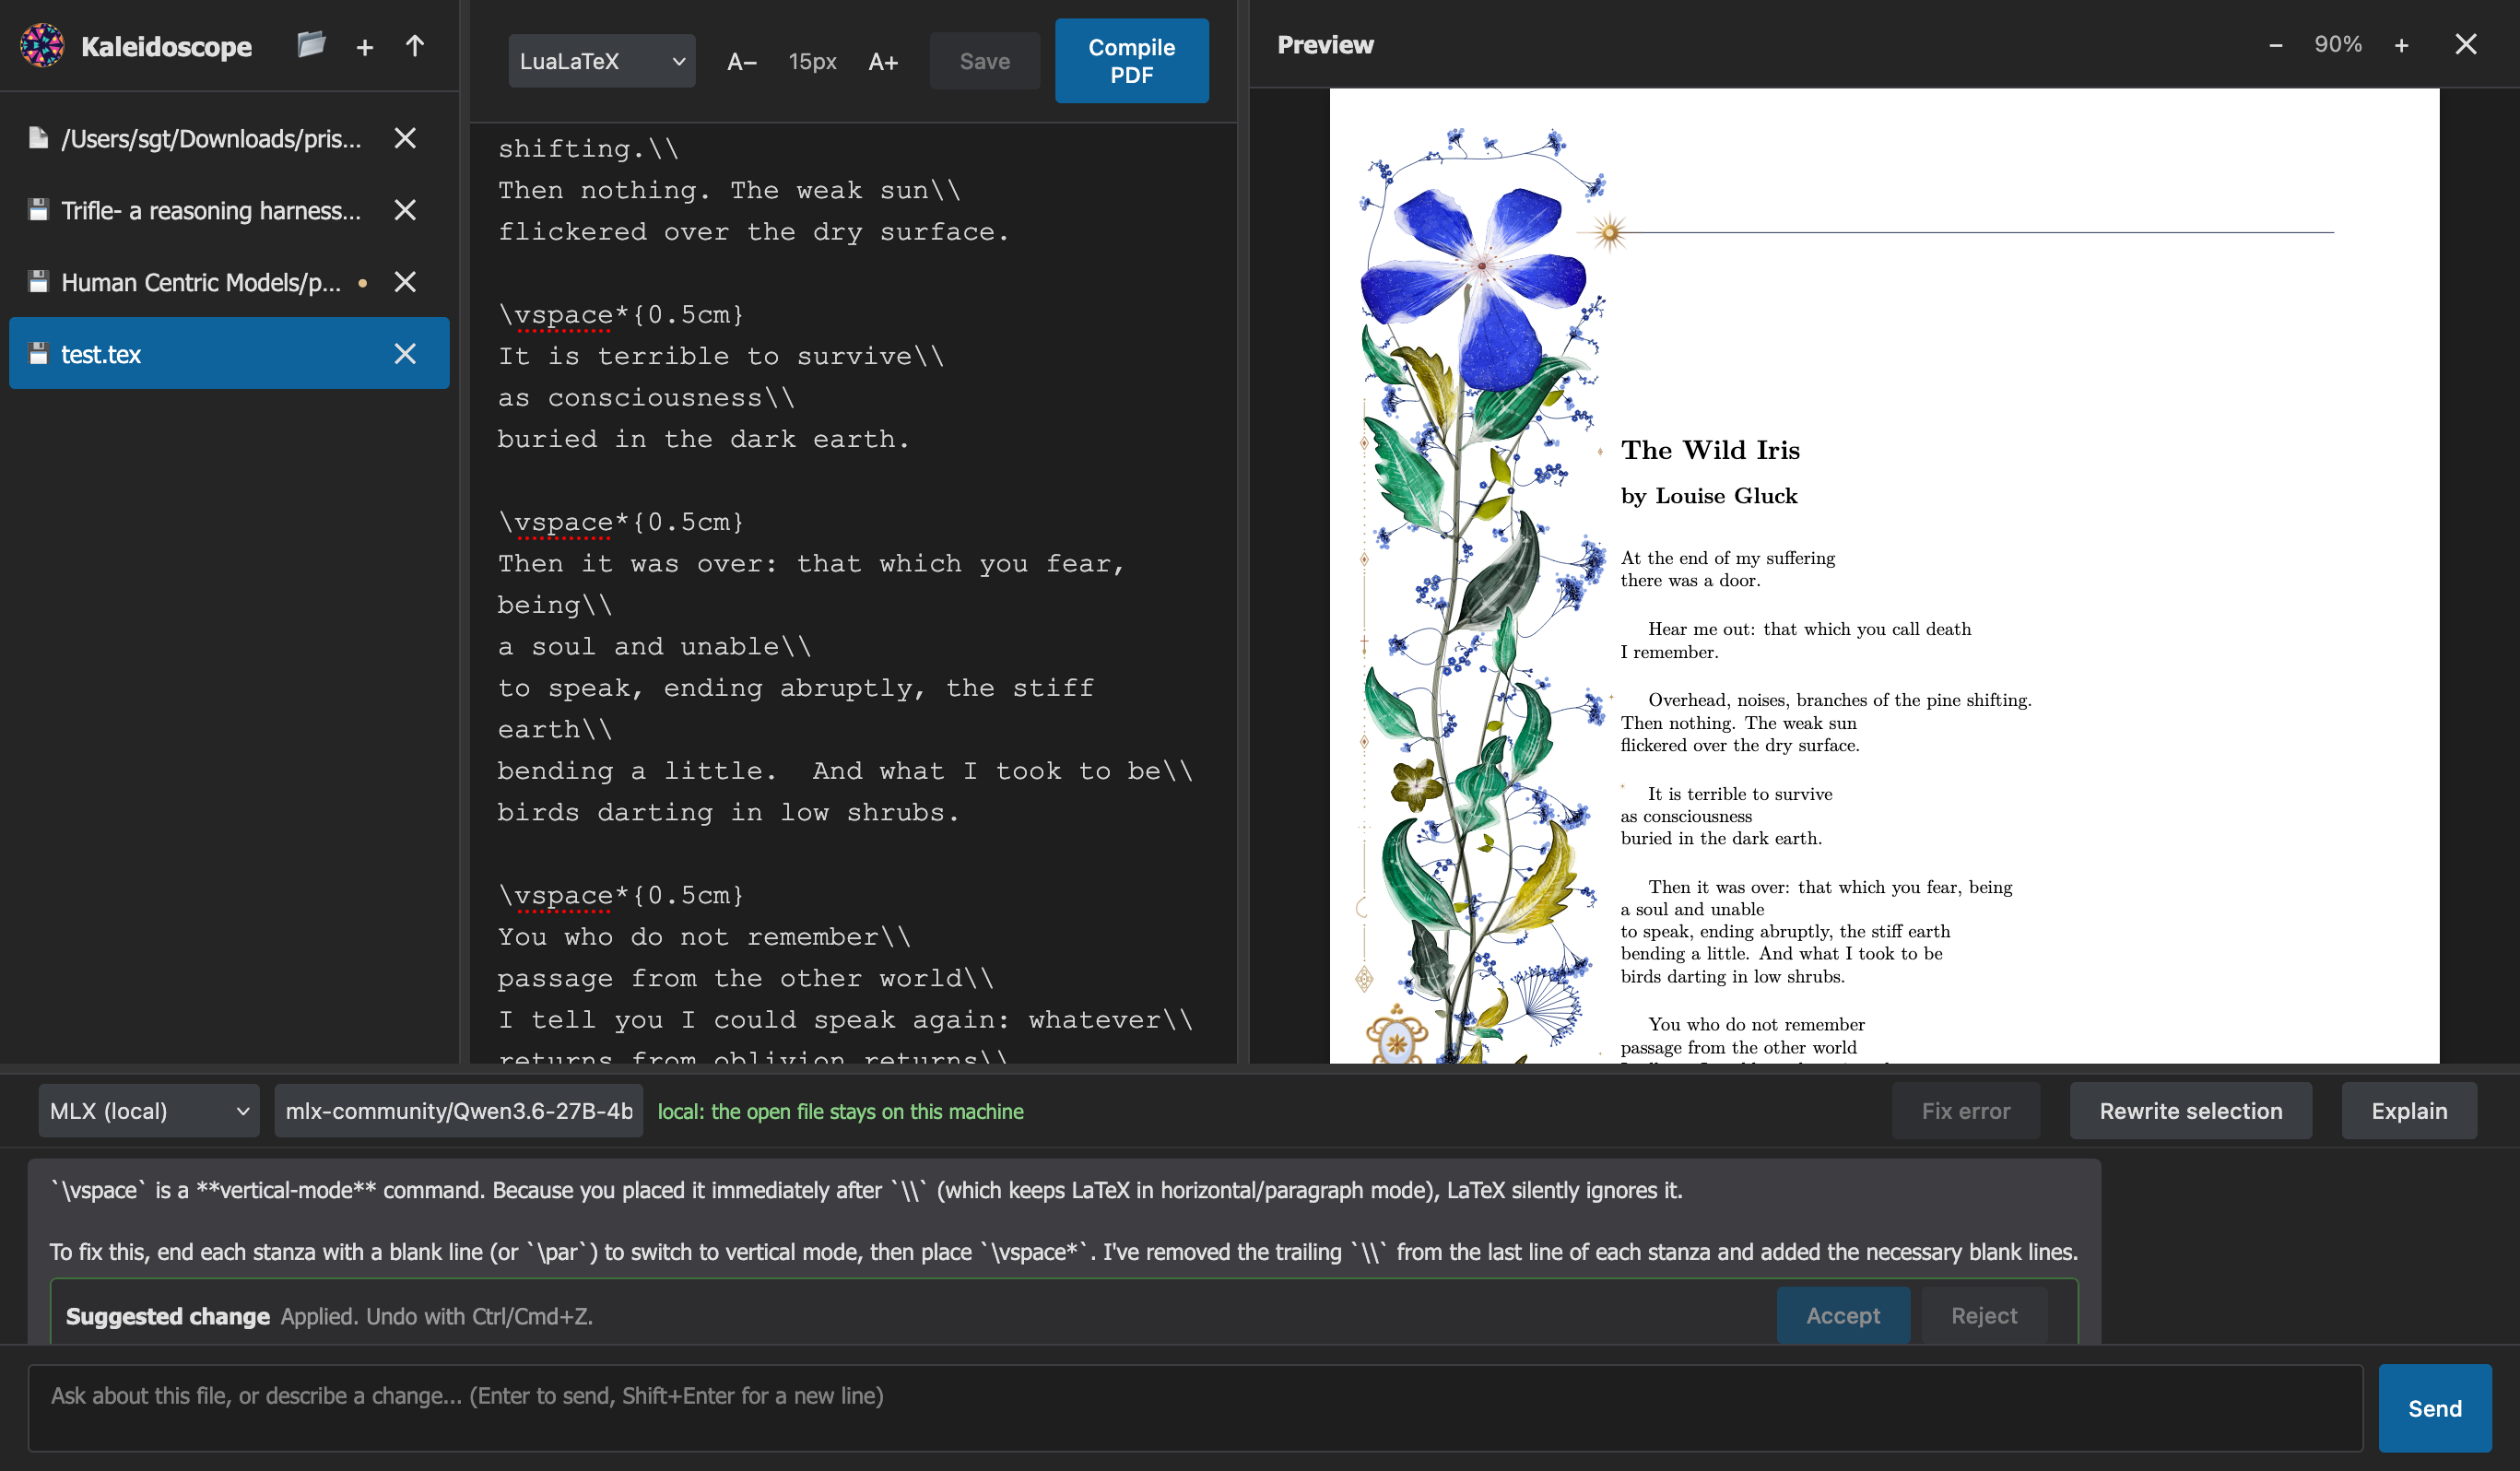 Kaleidoscope
+
↑
/Users/sgt/Downloads/pris...
Trifle- a reasoning harness...
Human Centric Models/p...
test.tex
LuaLaTeX
A−
15px
A+
Save
Compile
PDF
shifting.\\
Then nothing. The weak sun\\
flickered over the dry surface.
\vspace*{0.5cm}
It is terrible to survive\\
as consciousness\\
buried in the dark earth.
\vspace*{0.5cm}
Then it was over: that which you fear,
being\\
a soul and unable\\
to speak, ending abruptly, the stiff
earth\\
bending a little.  And what I took to be\\
birds darting in low shrubs.
\vspace*{0.5cm}
You who do not remember\\
passage from the other world\\
I tell you I could speak again: whatever\\
returns from oblivion returns\\
Preview
− 90% +
The Wild Iris
by Louise Gluck
At the end of my suffering
there was a door.
Hear me out: that which you call death
I remember.
Overhead, noises, branches of the pine shifting.
Then nothing. The weak sun
flickered over the dry surface.
It is terrible to survive
as consciousness
buried in the dark earth.
Then it was over: that which you fear, being
a soul and unable
to speak, ending abruptly, the stiff earth
bending a little. And what I took to be
birds darting in low shrubs.
You who do not remember
passage from the other world
MLX (local)
mlx-community/Qwen3.6-27B-4b
local: the open file stays on this machine
Fix error
Rewrite selection
Explain
`\vspace` is a **vertical-mode** command. Because you placed it immediately after `\\` (which keeps LaTeX in horizontal/paragraph mode), LaTeX silently ignores it.
To fix this, end each stanza with a blank line (or `\par`) to switch to vertical mode, then place `\vspace*`. I've removed the trailing `\\` from the last line of each stanza and added the necessary blank lines.
Suggested change Applied. Undo with Ctrl/Cmd+Z.
Accept
Reject
Ask about this file, or describe a change... (Enter to send, Shift+Enter for a new line)
Send